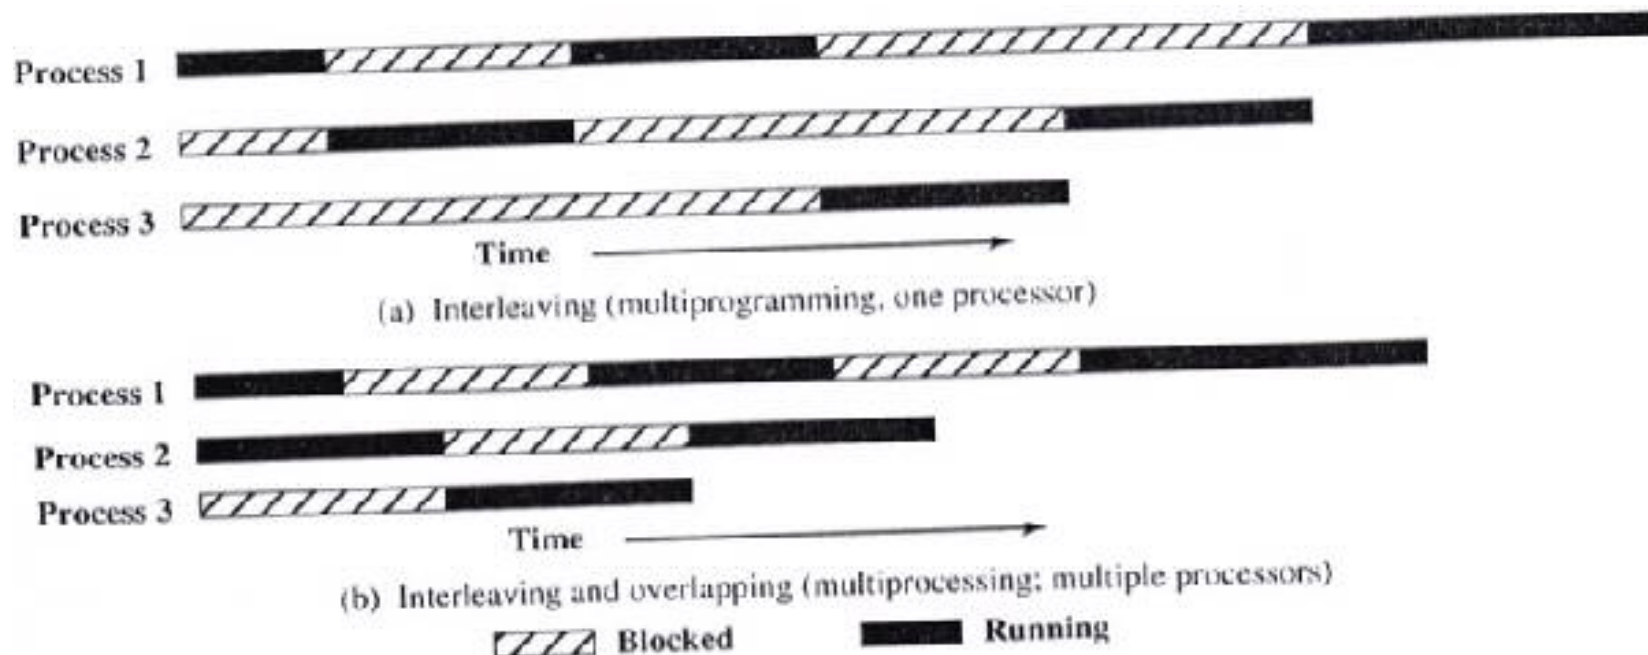 Process 1
Process 2
Process 3
Time
(a) Interleaving (multiprogramming, one processor)
Process 1
Process 2
Process 3
Time
(b) Interleaving and overlapping (multiprocessing; multiple processors)
Blocked Running